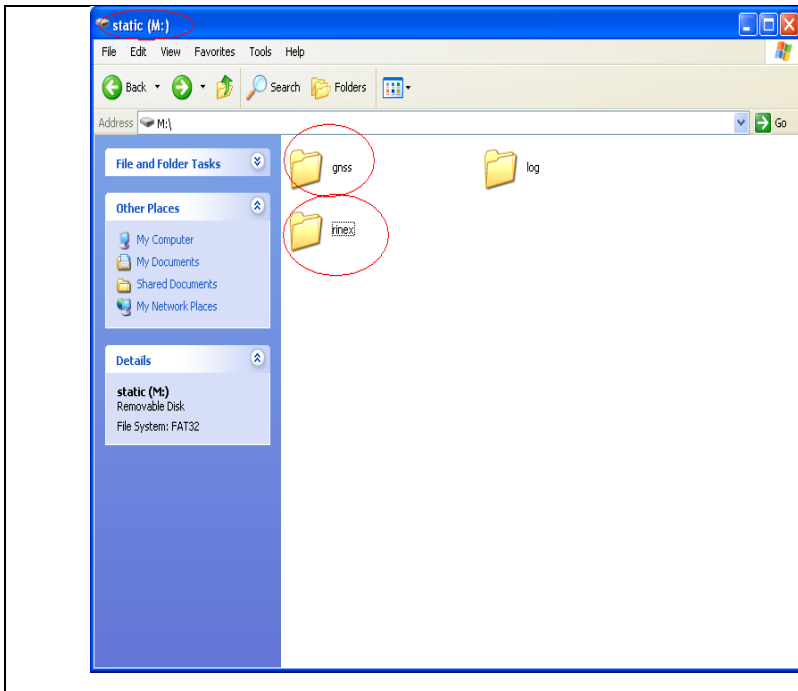 static (M:)
File Edit View Favorites Tools Help
Back Search Folders
Address M:\ Go
File and Folder Tasks
Other Places
My Computer
My Documents
Shared Documents
My Network Places
Details
static (M:)
Removable Disk
File System: FAT32
gnss log
rinex